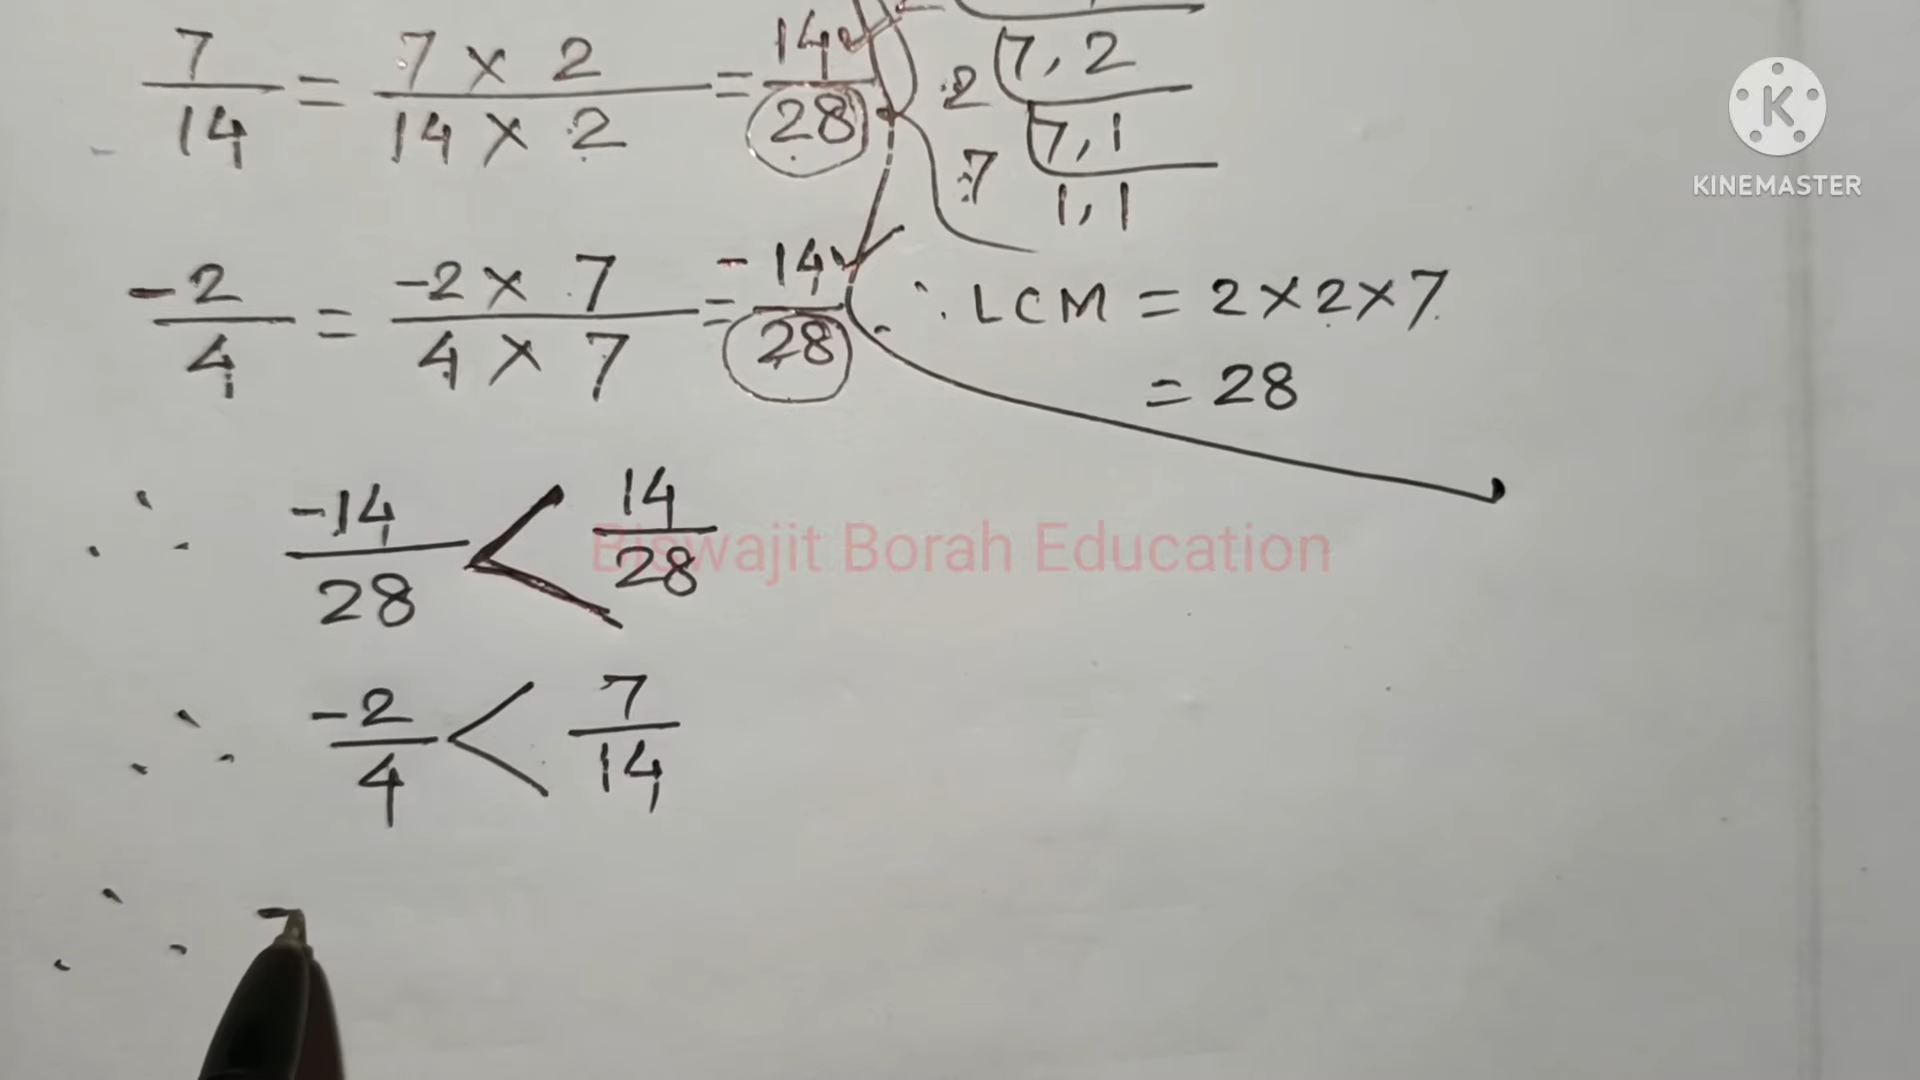 7/14 = 7 × 2 / 14 × 2 = 14/28
2 | 7, 2
7 | 7, 1
1, 1
-2/4 = -2 × 7 / 4 × 7 = -14/28
∴ LCM = 2 × 2 × 7
= 28
∴ -14/28 < 14/28
∴ -2/4 < 7/14
∴
KINEMASTER
Biswajit Borah Education